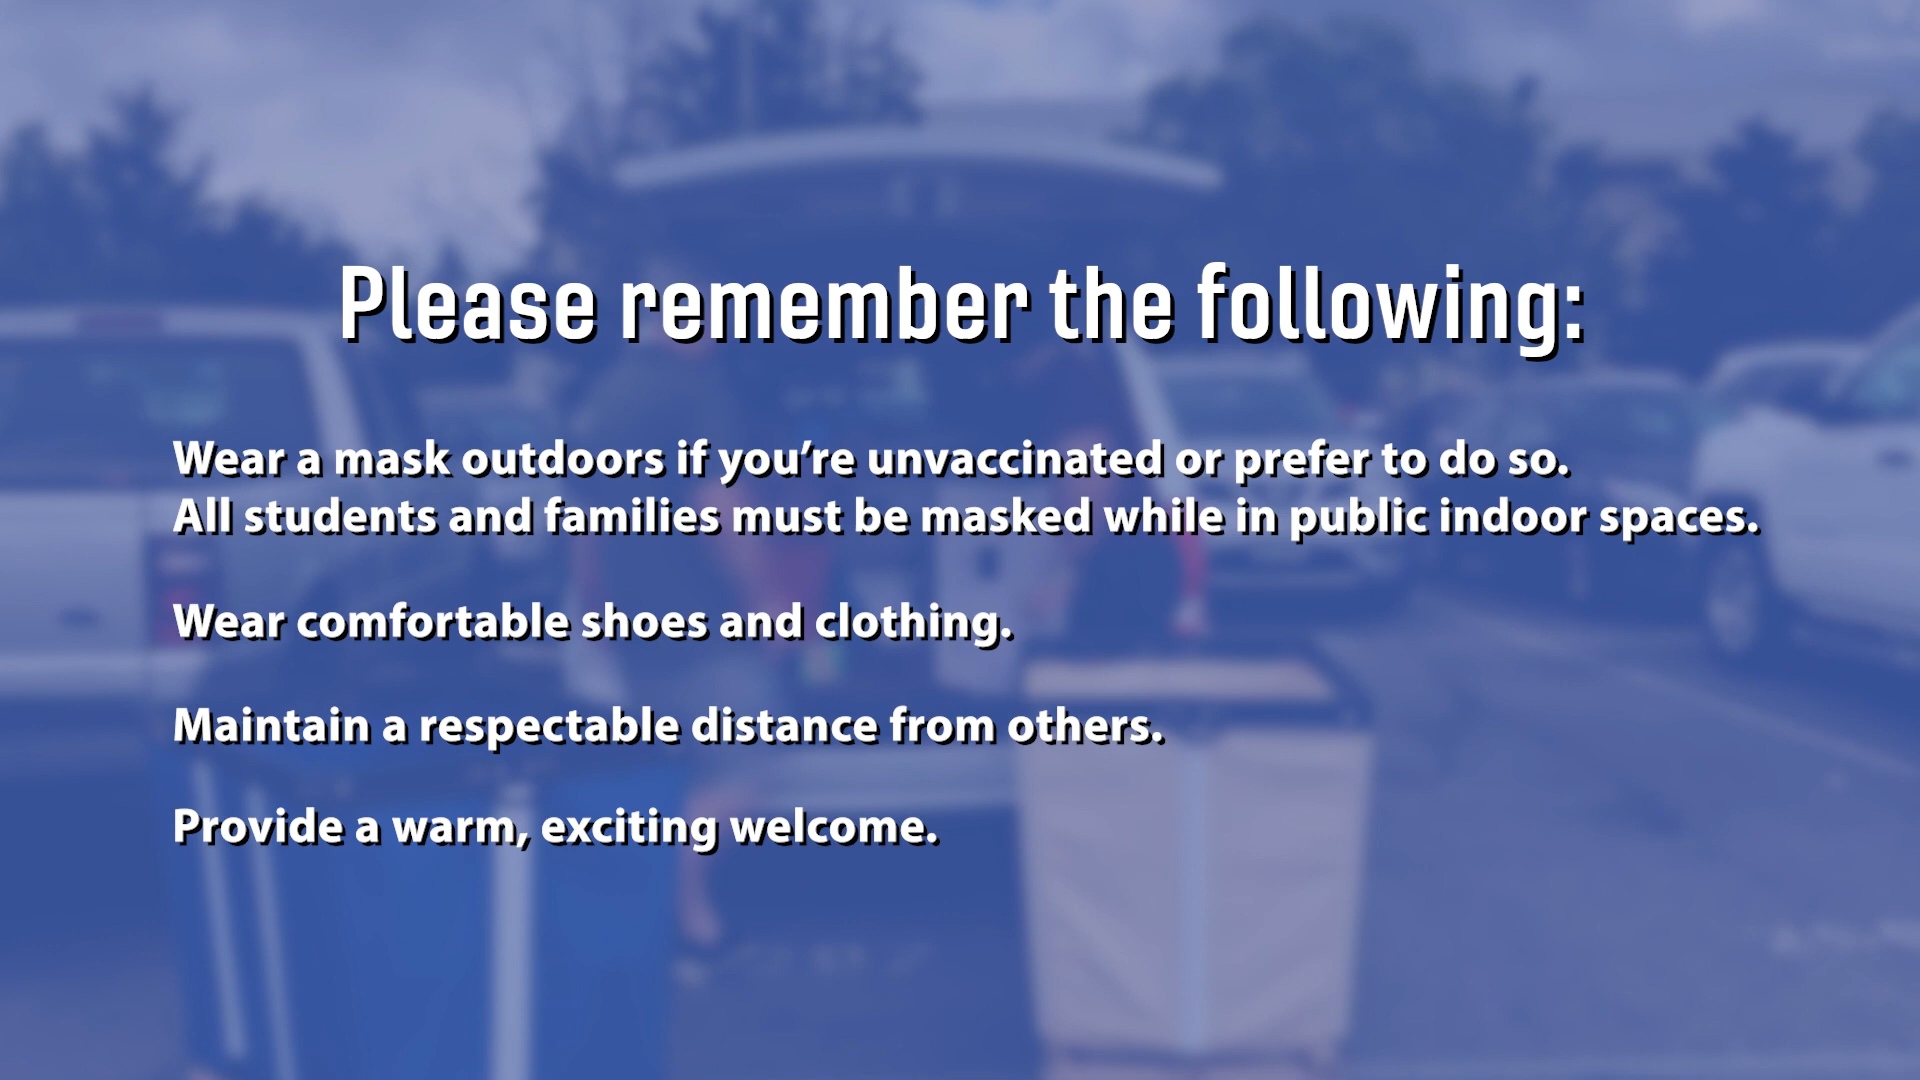 Please remember the following:
Wear a mask outdoors if you’re unvaccinated or prefer to do so.
All students and families must be masked while in public indoor spaces.
Wear comfortable shoes and clothing.
Maintain a respectable distance from others.
Provide a warm, exciting welcome.